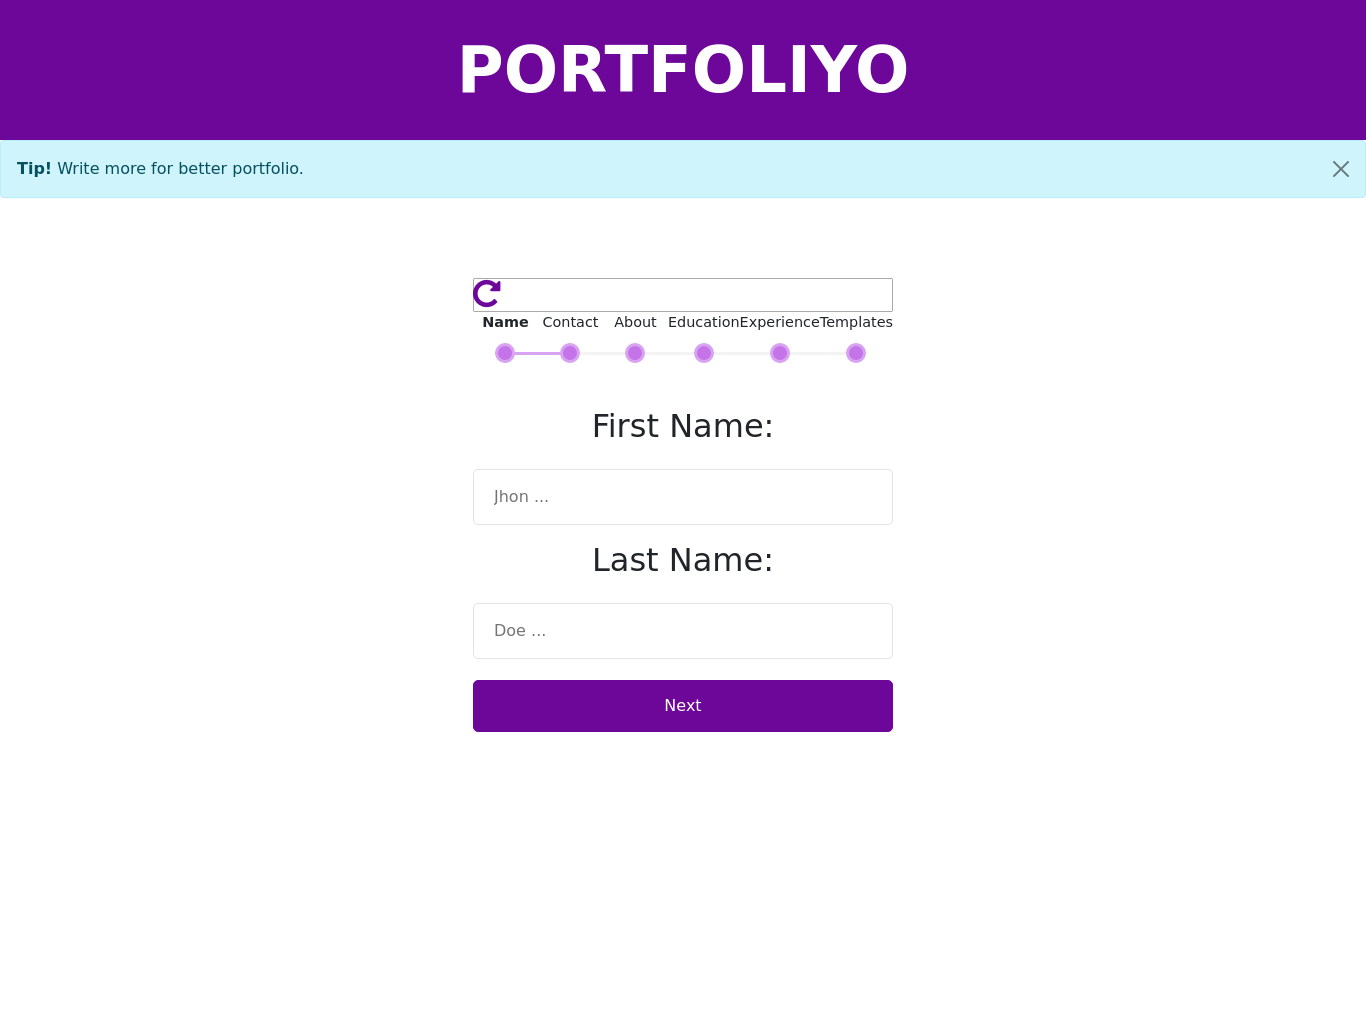 PORTFOLIYO
Tip! Write more for better portfolio.
Name Contact About Education Experience Templates
First Name:
Jhon ...
Last Name:
Doe ...
Next